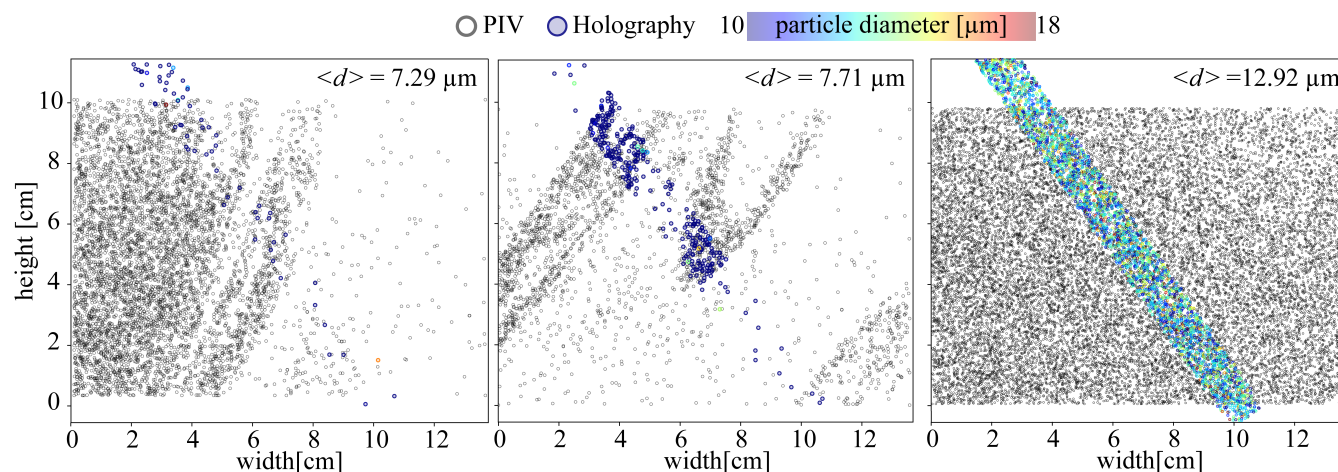 PIV Holography 10 particle diameter [µm] 18
<d> = 7.29 µm
<d> = 7.71 µm
<d> =12.92 µm
height [cm]
10
8
6
4
2
0
0 2 4 6 8 10 12
0 2 4 6 8 10 12
0 2 4 6 8 10 12
width[cm] width[cm] width[cm]